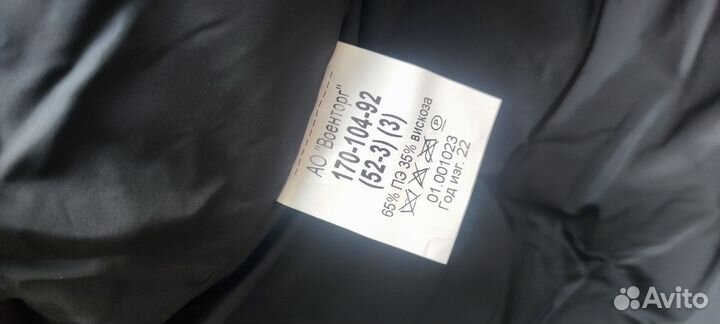 АО "Военторг"
170-104-92
(52-3) (3)
65% ПЭ 35% вискоза
P
01.001023
Год изг. 22
Avito